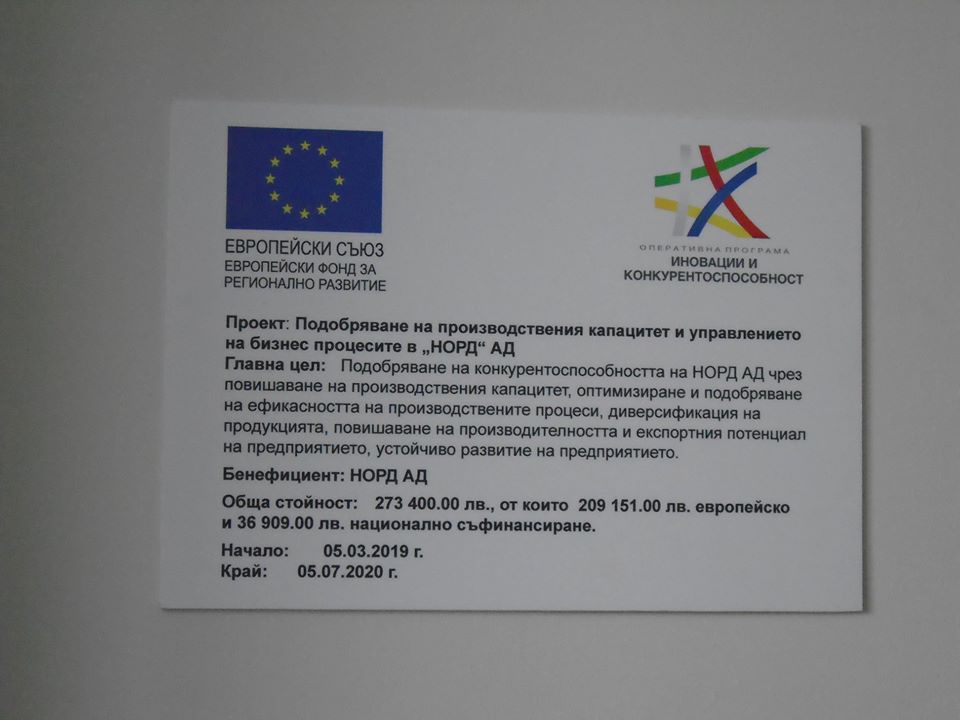 ЕВРОПЕЙСКИ СЪЮЗ
ЕВРОПЕЙСКИ ФОНД ЗА
РЕГИОНАЛНО РАЗВИТИЕ
ОПЕРАТИВНА ПРОГРАМА
ИНОВАЦИИ И
КОНКУРЕНТОСПОСОБНОСТ
Проект: Подобряване на производствения капацитет и управлението
на бизнес процесите в „НОРД“ АД
Главна цел: Подобряване на конкурентоспособността на НОРД АД чрез
повишаване на производствения капацитет, оптимизиране и подобряване
на ефикасността на производствените процеси, диверсификация на
продукцията, повишаване на производителността и експортния потенциал
на предприятието, устойчиво развитие на предприятието.
Бенефициент: НОРД АД
Обща стойност: 273 400.00 лв., от които 209 151.00 лв. европейско
и 36 909.00 лв. национално съфинансиране.
Начало: 05.03.2019 г.
Край: 05.07.2020 г.